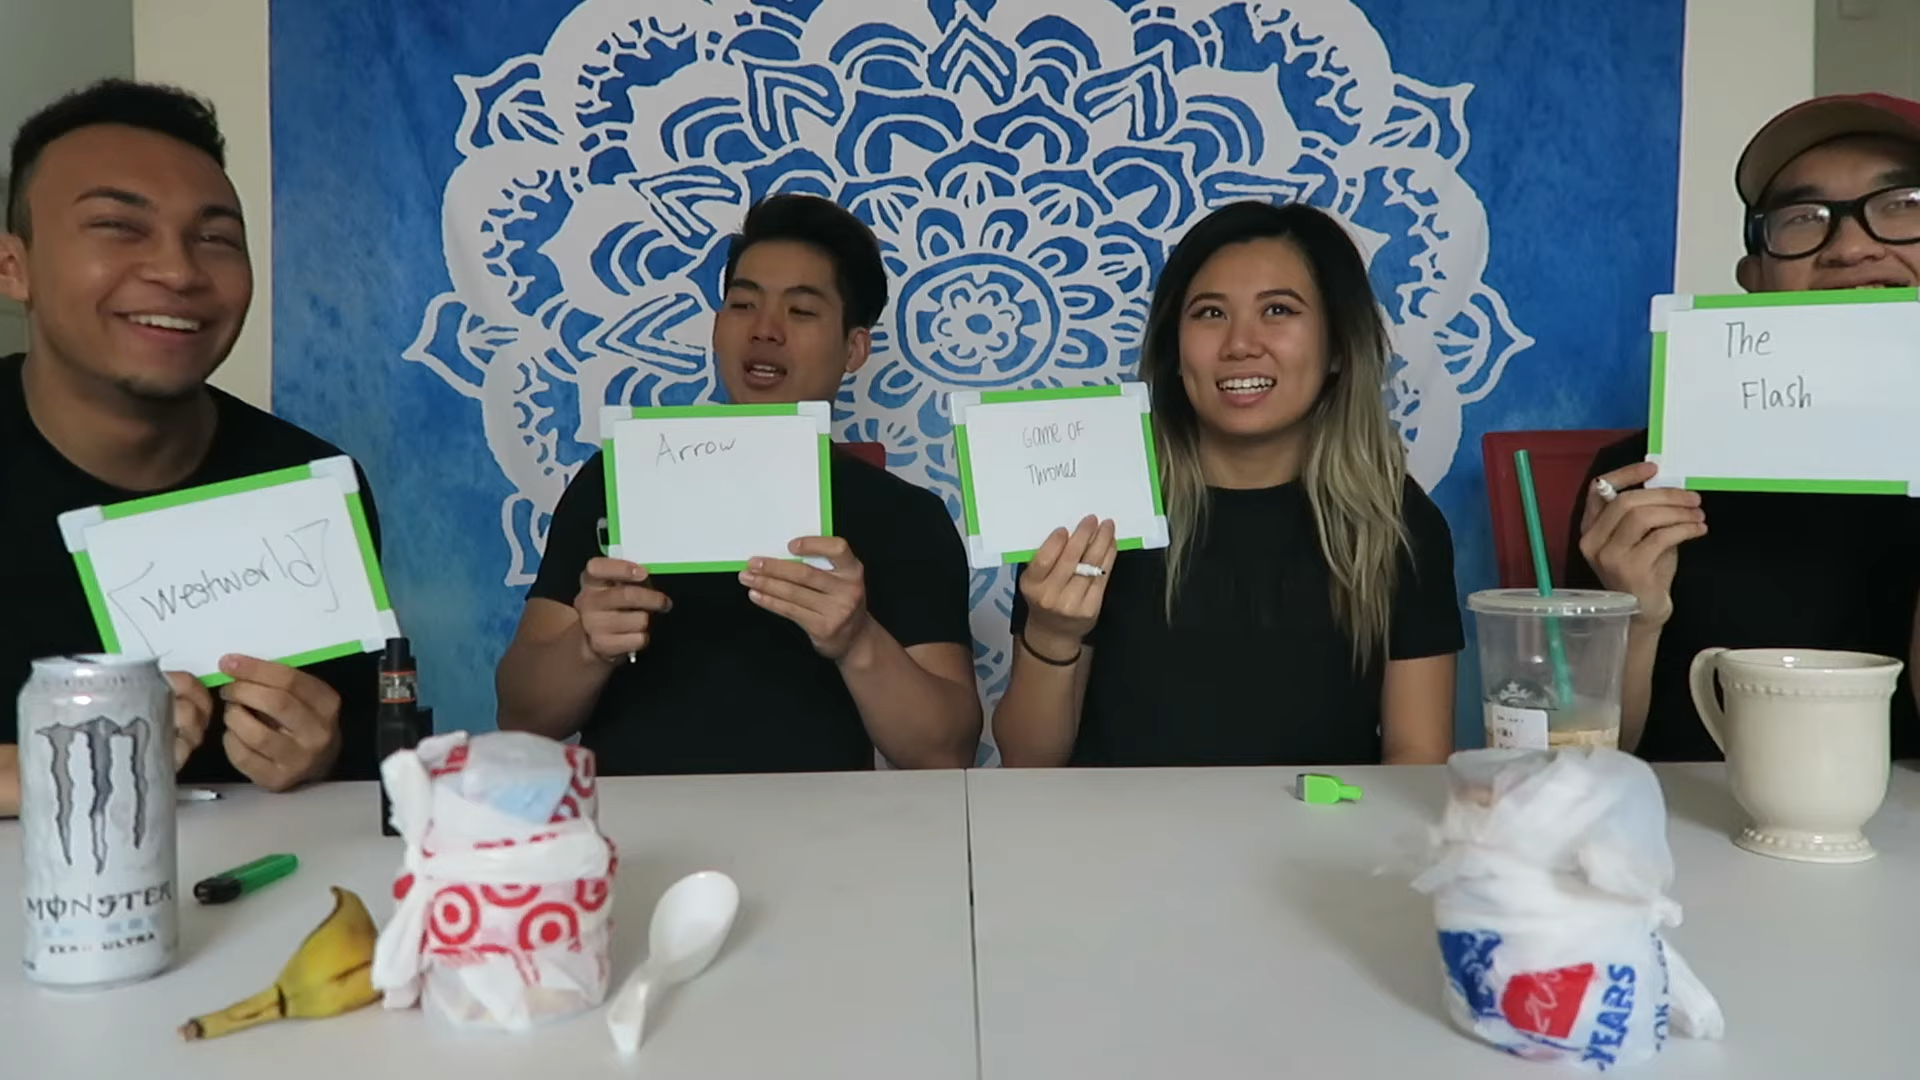 [Westworld]
Arrow
Game OF
Thrones
The
Flash
MONSTER
ULTRA
YEARS